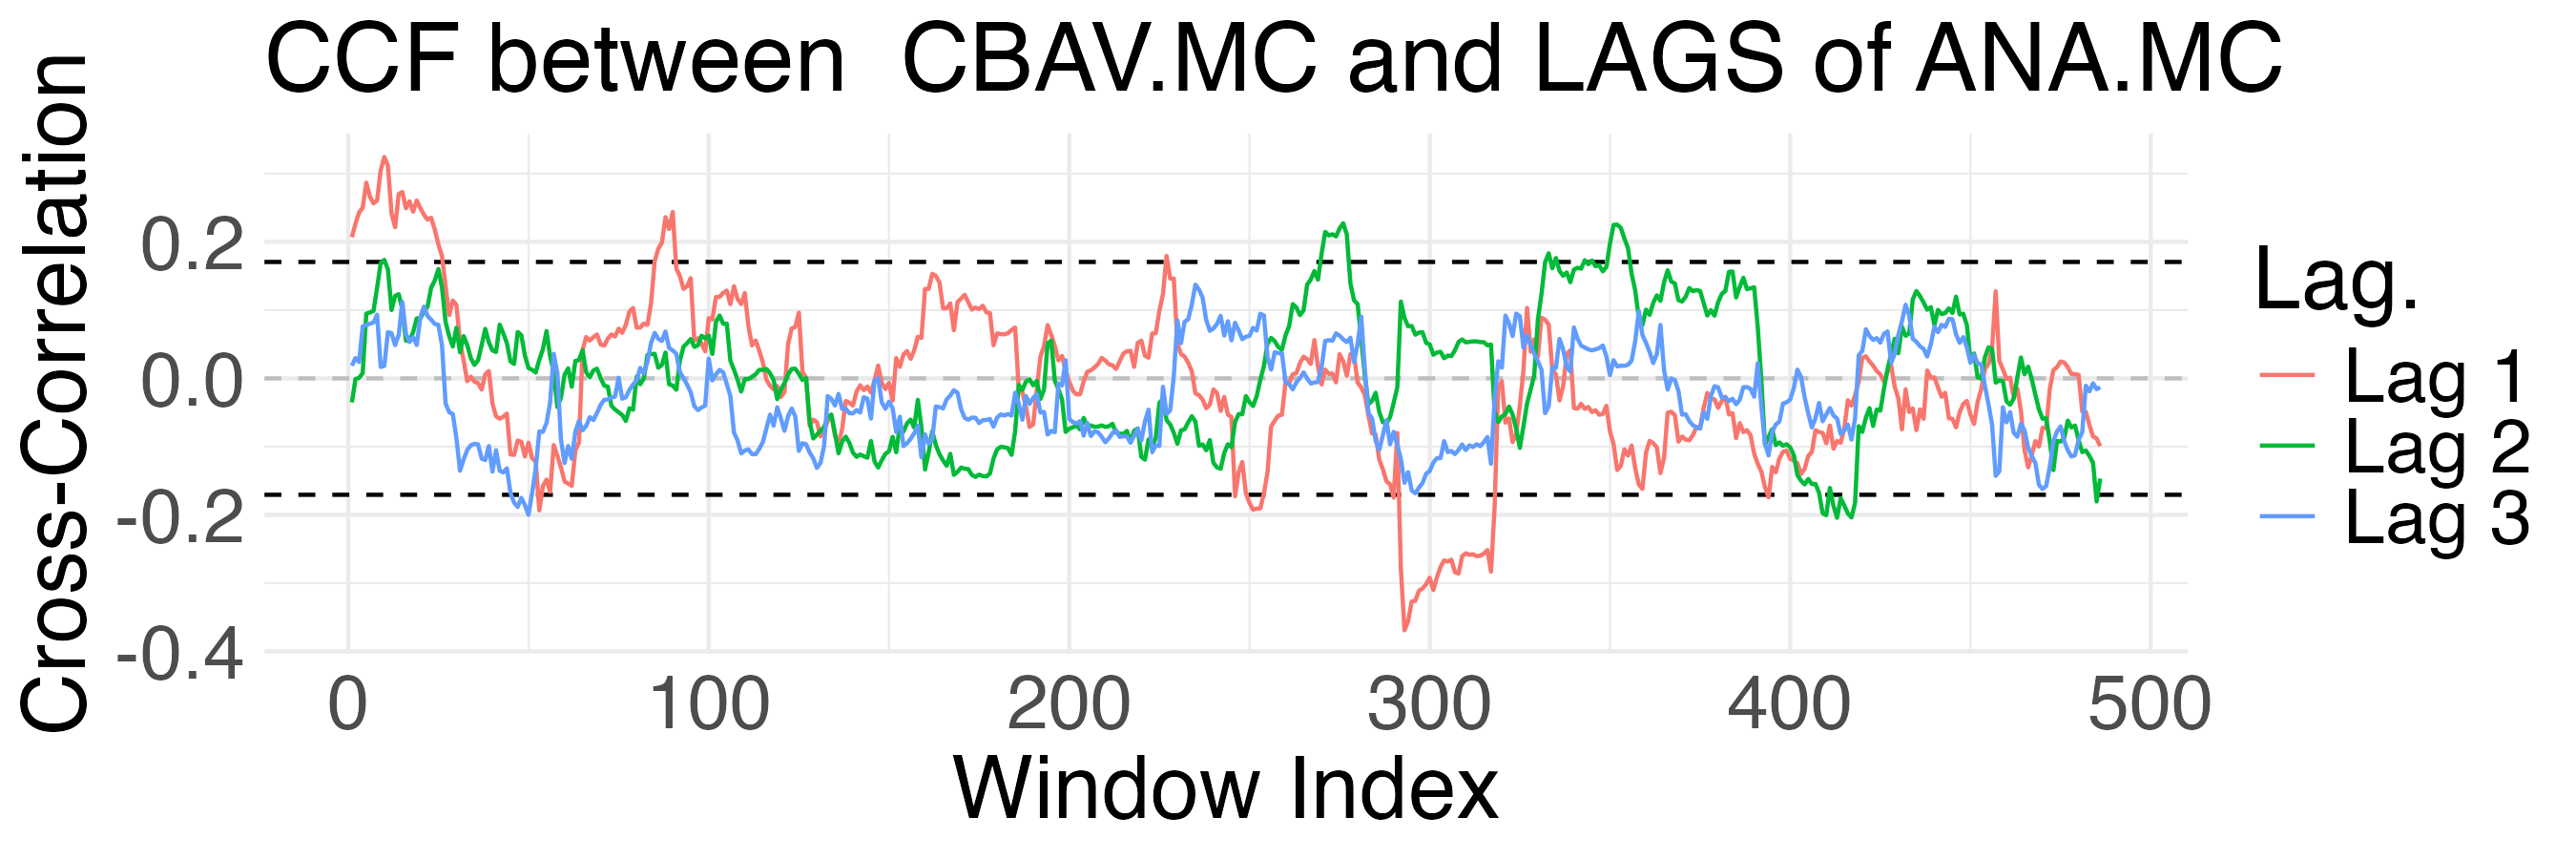 CCF between  CBAV.MC and LAGS of ANA.MC
Cross-Correlation
0.2
0.0
-0.2
-0.4
0 100 200 300 400 500
Window Index
Lag.
Lag 1
Lag 2
Lag 3